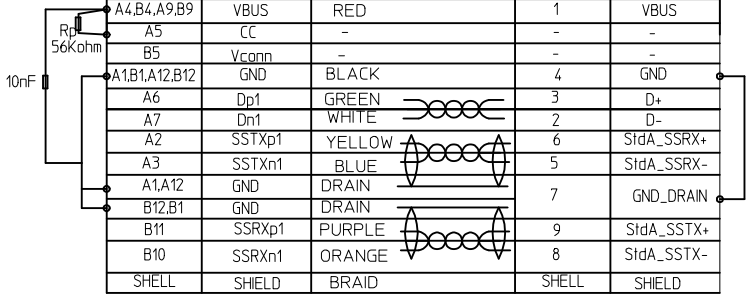 A4,B4,A9,B9 VBUS RED 1 VBUS
Rp
56Kohm
A5 CC - - -
B5 Vconn - - -
10nF
A1,B1,A12,B12 GND BLACK 4 GND
A6 Dp1 GREEN 3 D+
A7 Dn1 WHITE 2 D-
A2 SSTXp1 YELLOW 6 StdA_SSRX+
A3 SSTXn1 BLUE 5 StdA_SSRX-
A1,A12 GND DRAIN 7 GND_DRAIN
B12,B1 GND DRAIN
B11 SSRXp1 PURPLE 9 StdA_SSTX+
B10 SSRXn1 ORANGE 8 StdA_SSTX-
SHELL SHIELD BRAID SHELL SHIELD